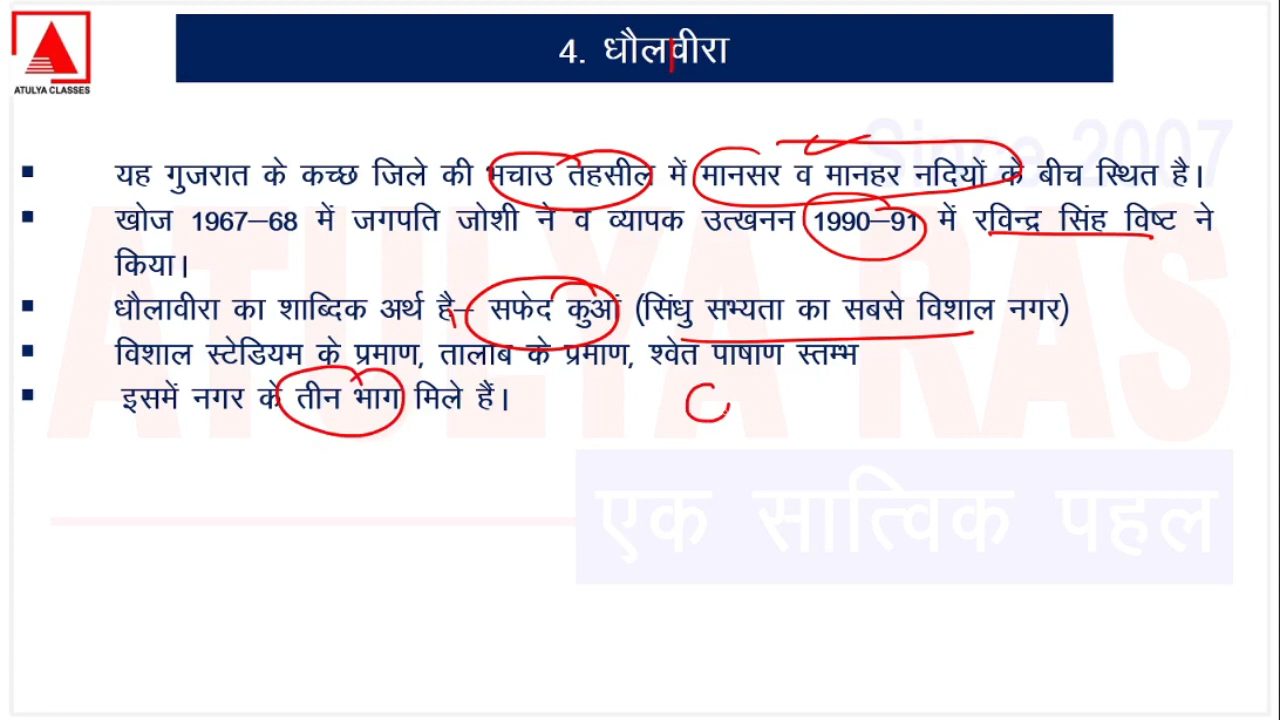 ATULYA CLASSES
4. धौलवीरा
Since 2007
यह गुजरात के कच्छ जिले की भचाउ तहसील में मानसर व मानहर नदियों के बीच स्थित है।
खोज 1967–68 में जगपति जोशी ने व व्यापक उत्खनन 1990–91 में रविन्द्र सिंह विष्ट ने
किया।
धौलावीरा का शाब्दिक अर्थ है– सफेद कुआं (सिंधु सभ्यता का सबसे विशाल नगर)
विशाल स्टेडियम के प्रमाण, तालाब के प्रमाण, श्वेत पाषाण स्तम्भ
इसमें नगर के तीन भाग मिले हैं।
C
ATULYA RAS
एक सात्विक पहल